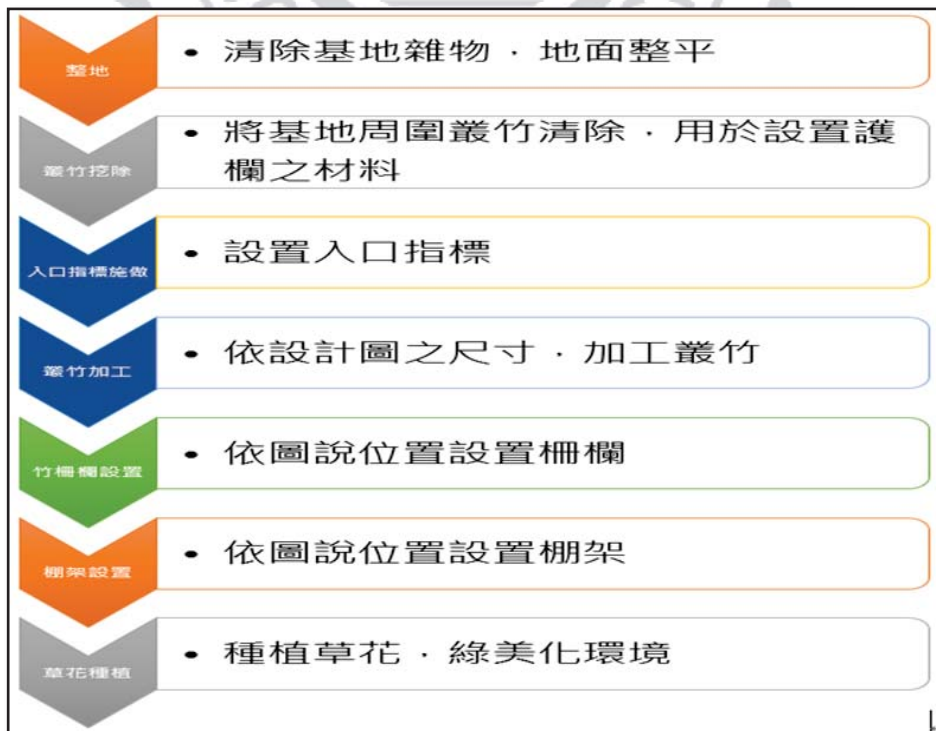 整地
• 清除基地雜物．地面整平
叢竹挖除
• 將基地周圍叢竹清除．用於設置護
欄之材料
入口指標施做
• 設置入口指標
叢竹加工
• 依設計圖之尺寸．加工叢竹
竹柵欄設置
• 依圖說位置設置柵欄
棚架設置
• 依圖說位置設置棚架
草花種植
• 種植草花．綠美化環境